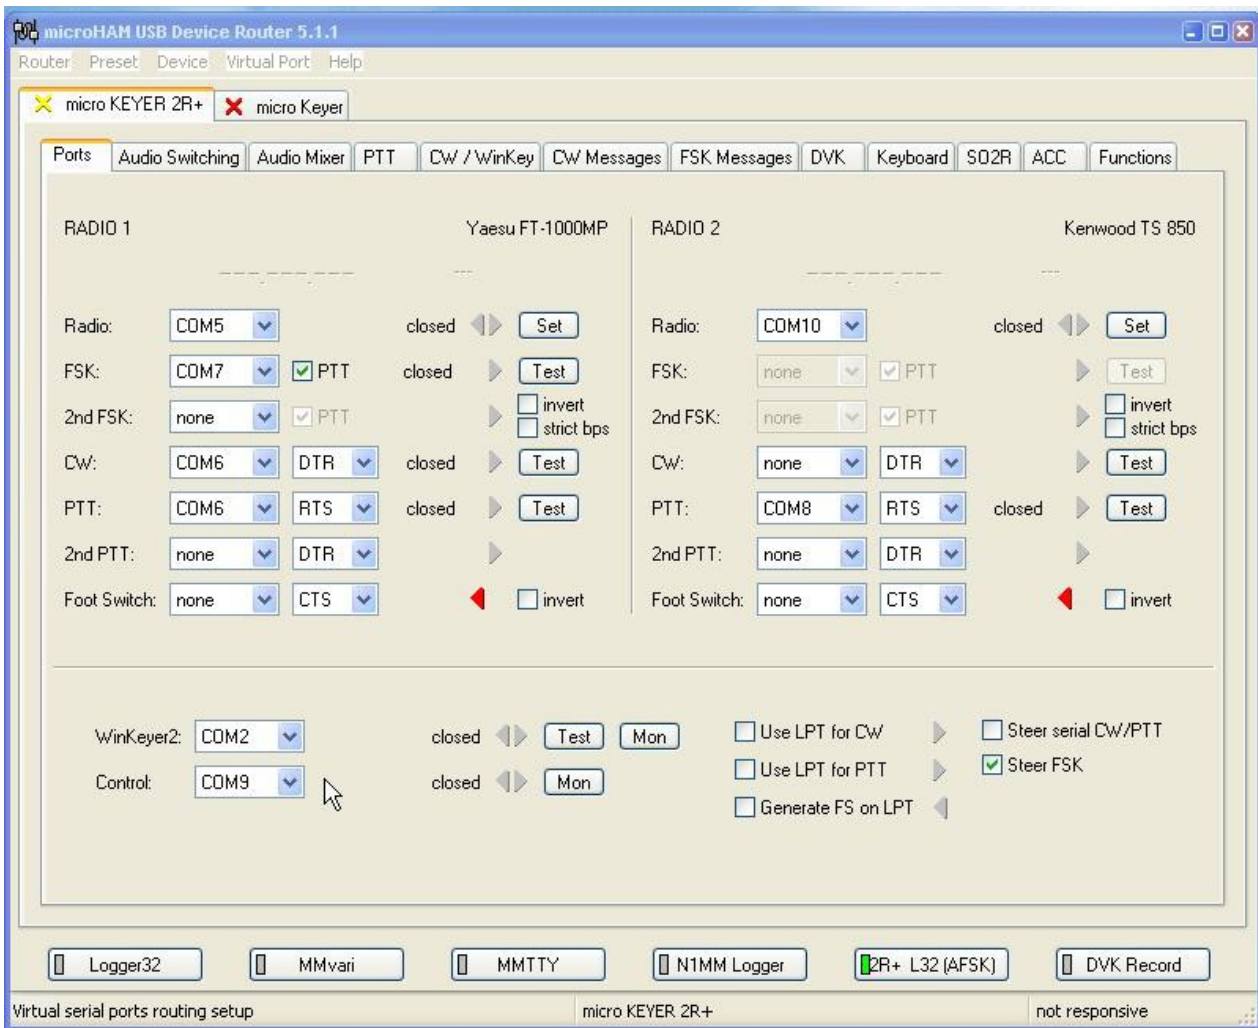 microHAM USB Device Router 5.1.1
Router Preset Device Virtual Port Help
micro KEYER 2R+ micro Keyer
Ports Audio Switching Audio Mixer PTT CW / WinKey CW Messages FSK Messages DVK Keyboard SO2R ACC Functions
RADIO 1 Yaesu FT-1000MP RADIO 2 Kenwood TS 850
___.___.___ --- ___.___.___ ---
Radio: COM5 closed Set Radio: COM10 closed Set
FSK: COM7 PTT closed Test FSK: none PTT Test
2nd FSK: none PTT invert 2nd FSK: none PTT invert
strict bps strict bps
CW: COM6 DTR closed Test CW: none DTR Test
PTT: COM6 RTS closed Test PTT: COM8 RTS closed Test
2nd PTT: none DTR 2nd PTT: none DTR
Foot Switch: none CTS invert Foot Switch: none CTS invert
WinKeyer2: COM2 closed Test Mon Use LPT for CW Steer serial CW/PTT
Use LPT for PTT Steer FSK
Control: COM9 closed Mon
Generate FS on LPT
Logger32 MMvari MMTTY N1MM Logger 2R+ L32 (AFSK) DVK Record
Virtual serial ports routing setup micro KEYER 2R+ not responsive